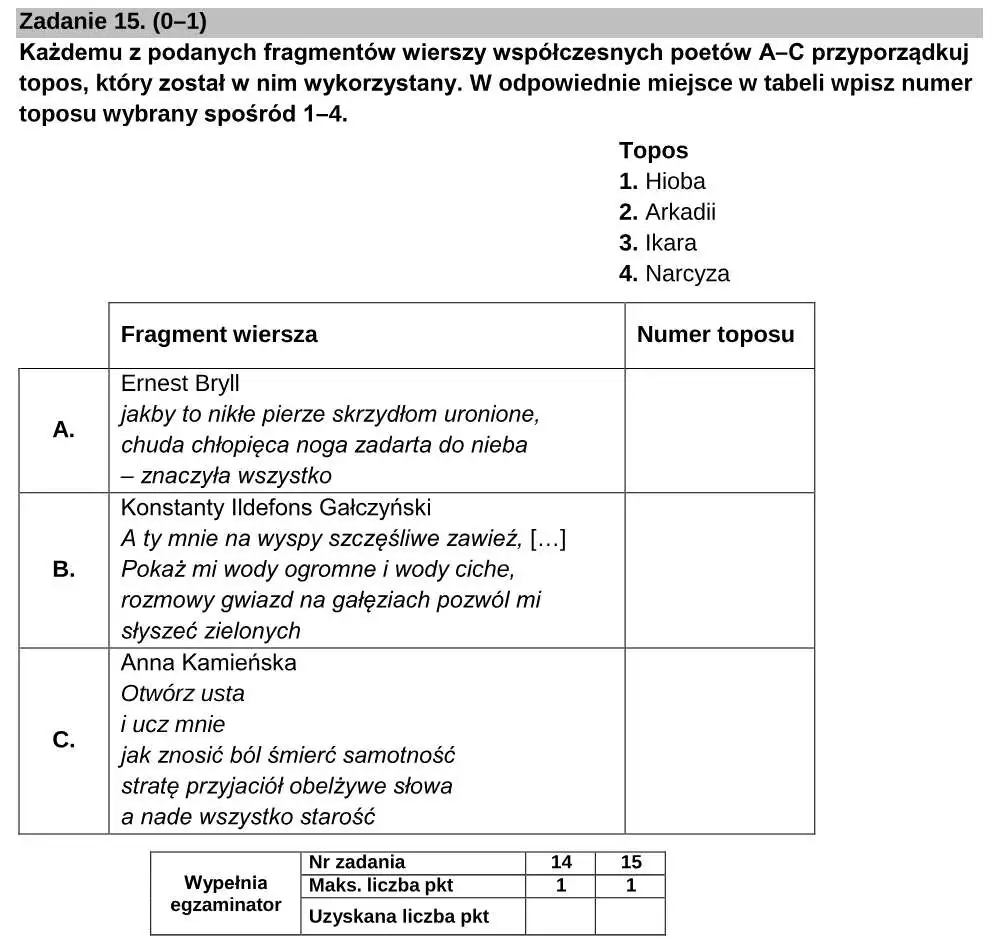 Zadanie 15. (0–1)
Każdemu z podanych fragmentów wierszy współczesnych poetów A–C przyporządkuj
topos, który został w nim wykorzystany. W odpowiednie miejsce w tabeli wpisz numer
toposu wybrany spośród 1–4.
Topos
1. Hioba
2. Arkadii
3. Ikara
4. Narcyza
Fragment wiersza Numer toposu
A.
Ernest Bryll
jakby to nikłe pierze skrzydłom uronione,
chuda chłopięca noga zadarta do nieba
– znaczyła wszystko
B.
Konstanty Ildefons Gałczyński
A ty mnie na wyspy szczęśliwe zawieź, […]
Pokaż mi wody ogromne i wody ciche,
rozmowy gwiazd na gałęziach pozwól mi
słyszeć zielonych
C.
Anna Kamieńska
Otwórz usta
i ucz mnie
jak znosić ból śmierć samotność
stratę przyjaciół obelżywe słowa
a nade wszystko starość
Wypełnia
egzaminator
Nr zadania 14 15
Maks. liczba pkt 1 1
Uzyskana liczba pkt